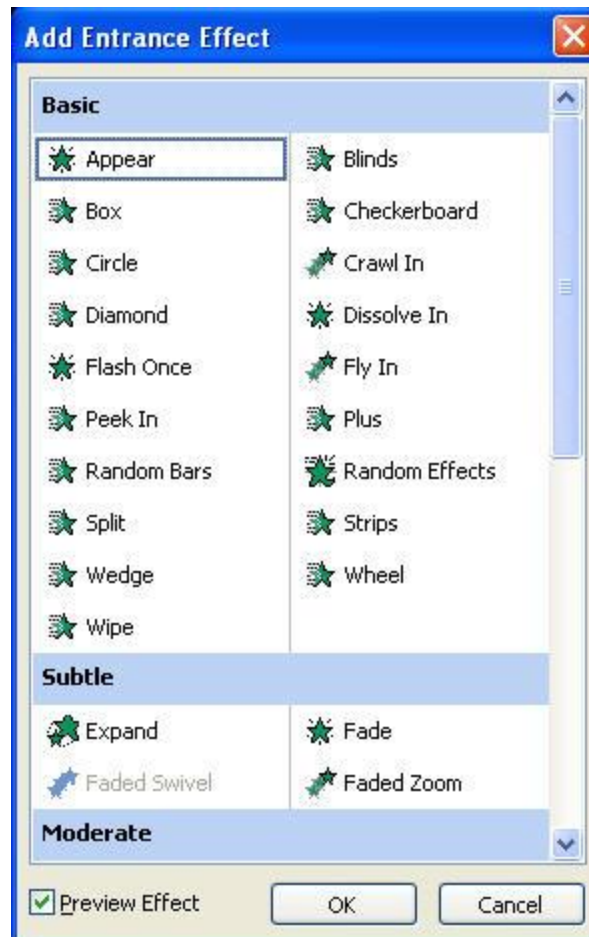 Add Entrance Effect
Basic
Appear Blinds
Box Checkerboard
Circle Crawl In
Diamond Dissolve In
Flash Once Fly In
Peek In Plus
Random Bars Random Effects
Split Strips
Wedge Wheel
Wipe
Subtle
Expand Fade
Faded Swivel Faded Zoom
Moderate
Preview Effect OK Cancel